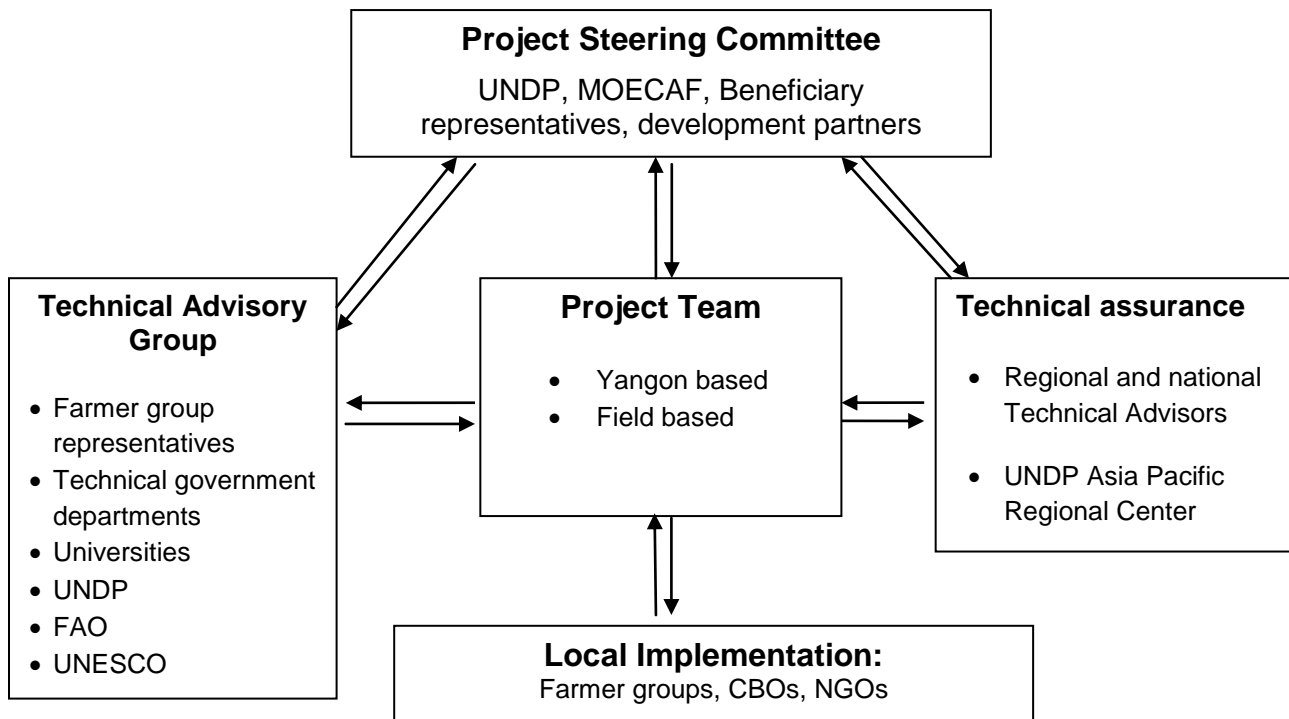 Project Steering Committee
UNDP, MOECAF, Beneficiary
representatives, development partners
Technical Advisory
Group
• Farmer group
representatives
• Technical government
departments
• Universities
• UNDP
• FAO
• UNESCO
Project Team
• Yangon based
• Field based
Technical assurance
• Regional and national
Technical Advisors
• UNDP Asia Pacific
Regional Center
Local Implementation:
Farmer groups, CBOs, NGOs